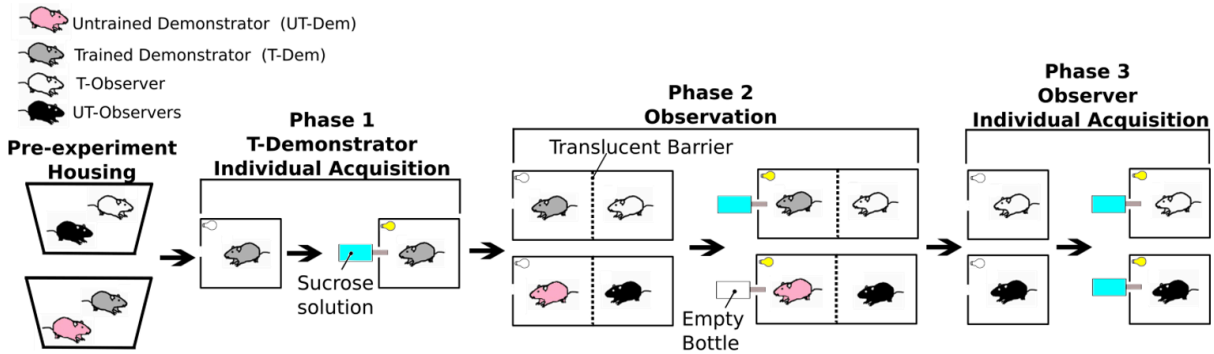 Untrained Demonstrator (UT-Dem)
Trained Demonstrator (T-Dem)
T-Observer
UT-Observers
Pre-experiment
Housing
Phase 1
T-Demonstrator
Individual Acquisition
Sucrose
solution
Phase 2
Observation
Translucent Barrier
Empty
Bottle
Phase 3
Observer
Individual Acquisition